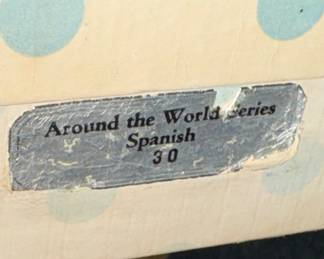 Around the World Series
Spanish
30